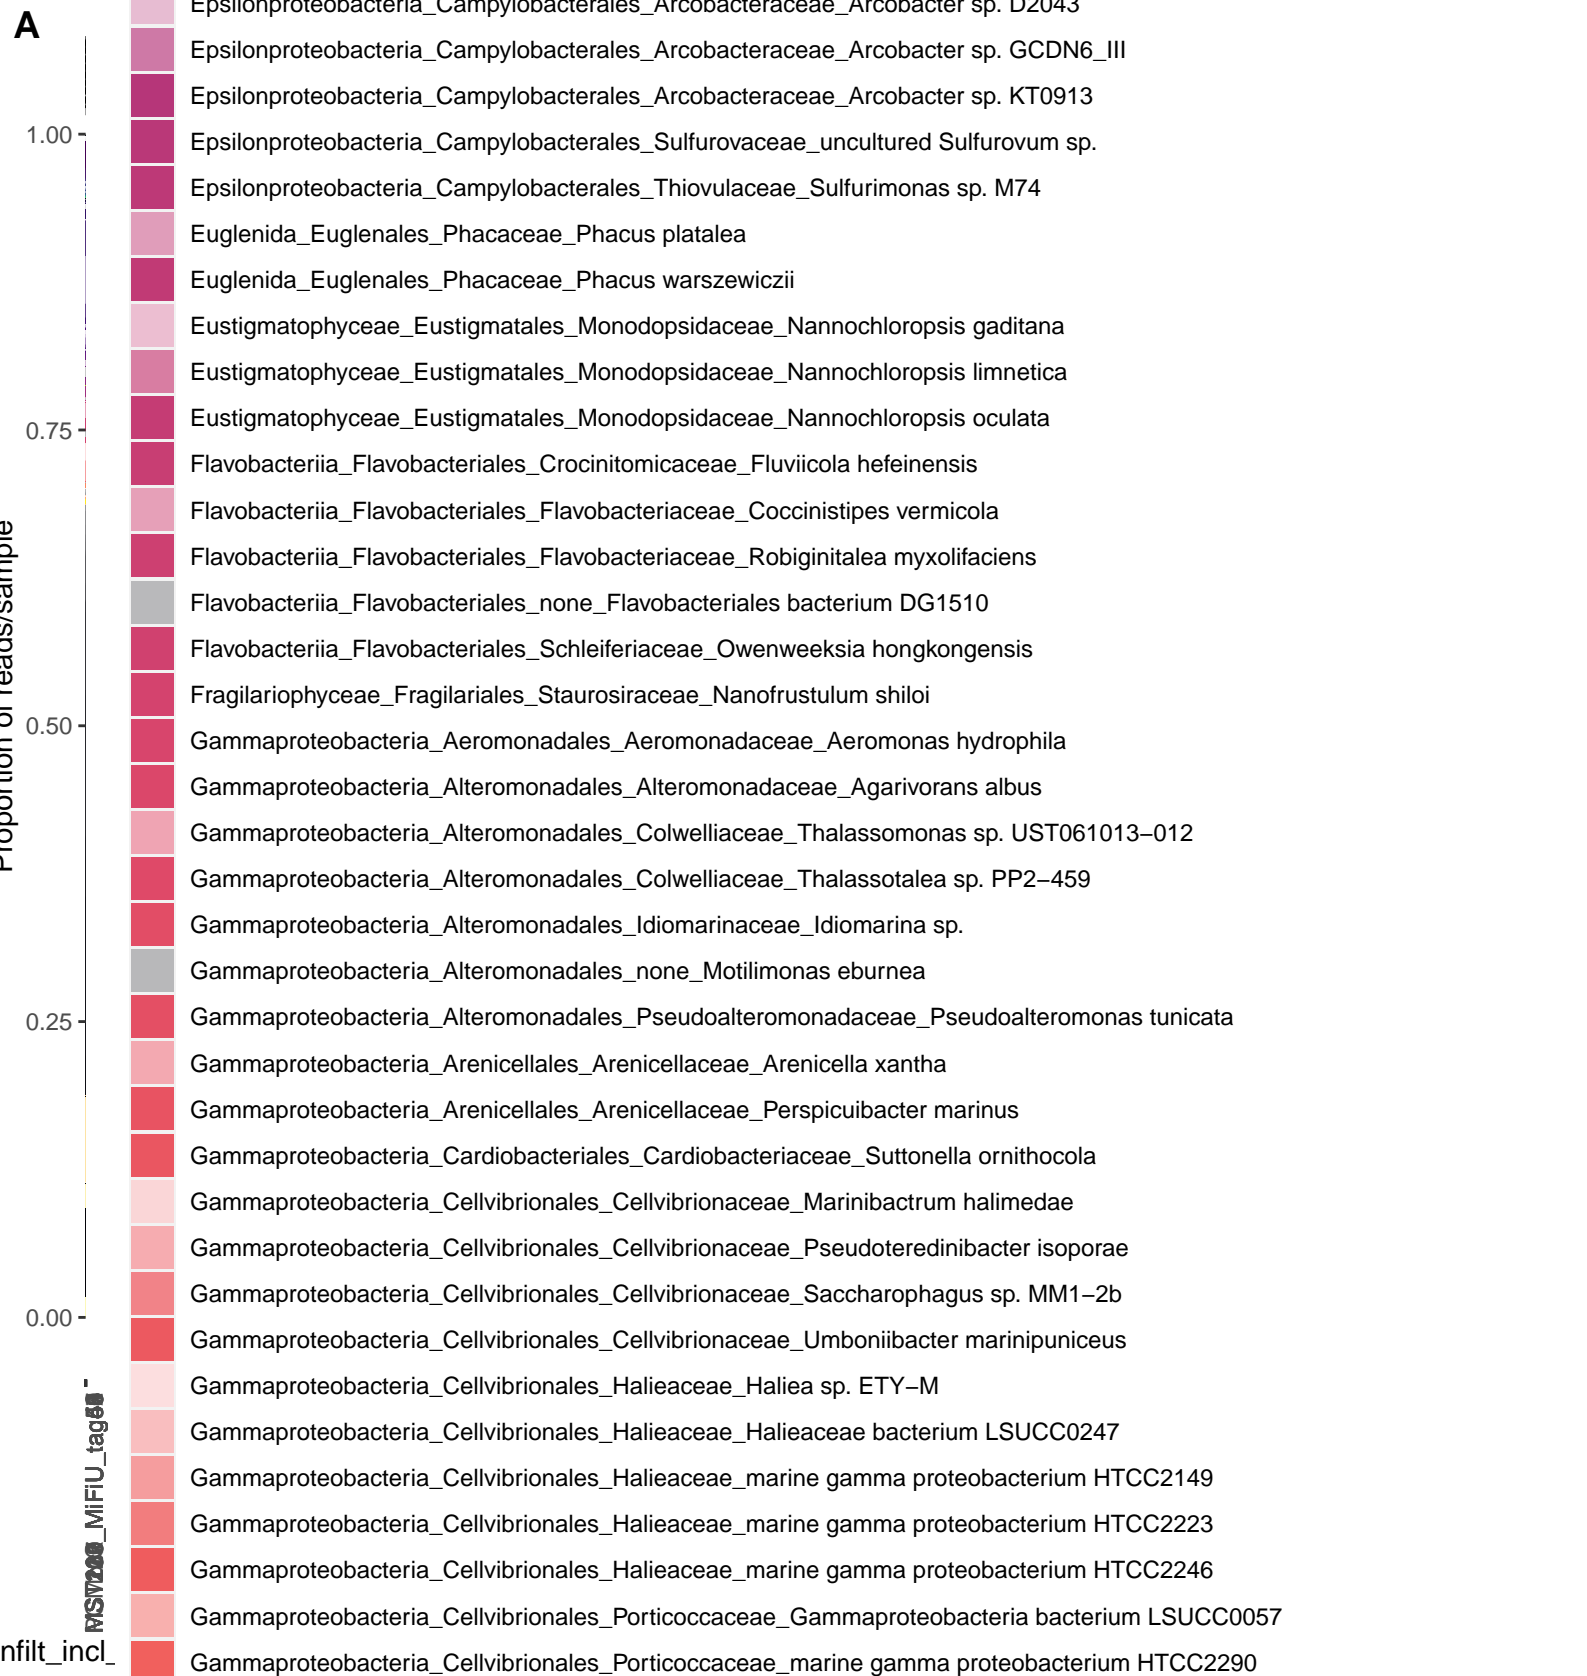 A
Epsilonproteobacteria_Campylobacterales_Arcobacteraceae_Arcobacter sp. D2043
Epsilonproteobacteria_Campylobacterales_Arcobacteraceae_Arcobacter sp. GCDN6_III
Epsilonproteobacteria_Campylobacterales_Arcobacteraceae_Arcobacter sp. KT0913
1.00
Epsilonproteobacteria_Campylobacterales_Sulfurovaceae_uncultured Sulfurovum sp.
Epsilonproteobacteria_Campylobacterales_Thiovulaceae_Sulfurimonas sp. M74
Euglenida_Euglenales_Phacaceae_Phacus platalea
Euglenida_Euglenales_Phacaceae_Phacus warszewiczii
Eustigmatophyceae_Eustigmatales_Monodopsidaceae_Nannochloropsis gaditana
Eustigmatophyceae_Eustigmatales_Monodopsidaceae_Nannochloropsis limnetica
Eustigmatophyceae_Eustigmatales_Monodopsidaceae_Nannochloropsis oculata
0.75
Flavobacteriia_Flavobacteriales_Crocinitomicaceae_Fluviicola hefeinensis
Flavobacteriia_Flavobacteriales_Flavobacteriaceae_Coccinistipes vermicola
Flavobacteriia_Flavobacteriales_Flavobacteriaceae_Robiginitalea myxolifaciens
Flavobacteriia_Flavobacteriales_none_Flavobacteriales bacterium DG1510
Flavobacteriia_Flavobacteriales_Schleiferiaceae_Owenweeksia hongkongensis
Proportion of reads/sample
Fragilariophyceae_Fragilariales_Staurosiraceae_Nanofrustulum shiloi
0.50
Gammaproteobacteria_Aeromonadales_Aeromonadaceae_Aeromonas hydrophila
Gammaproteobacteria_Alteromonadales_Alteromonadaceae_Agarivorans albus
Gammaproteobacteria_Alteromonadales_Colwelliaceae_Thalassomonas sp. UST061013−012
Gammaproteobacteria_Alteromonadales_Colwelliaceae_Thalassotalea sp. PP2−459
Gammaproteobacteria_Alteromonadales_Idiomarinaceae_Idiomarina sp.
Gammaproteobacteria_Alteromonadales_none_Motilimonas eburnea
0.25
Gammaproteobacteria_Alteromonadales_Pseudoalteromonadaceae_Pseudoalteromonas tunicata
Gammaproteobacteria_Arenicellales_Arenicellaceae_Arenicella xantha
Gammaproteobacteria_Arenicellales_Arenicellaceae_Perspicuibacter marinus
Gammaproteobacteria_Cardiobacteriales_Cardiobacteriaceae_Suttonella ornithocola
Gammaproteobacteria_Cellvibrionales_Cellvibrionaceae_Marinibactrum halimedae
Gammaproteobacteria_Cellvibrionales_Cellvibrionaceae_Pseudoteredinibacter isoporae
Gammaproteobacteria_Cellvibrionales_Cellvibrionaceae_Saccharophagus sp. MM1−2b
0.00
Gammaproteobacteria_Cellvibrionales_Cellvibrionaceae_Umboniibacter marinipuniceus
Gammaproteobacteria_Cellvibrionales_Halieaceae_Haliea sp. ETY−M
Gammaproteobacteria_Cellvibrionales_Halieaceae_Halieaceae bacterium LSUCC0247
Gammaproteobacteria_Cellvibrionales_Halieaceae_marine gamma proteobacterium HTCC2149
Gammaproteobacteria_Cellvibrionales_Halieaceae_marine gamma proteobacterium HTCC2223
Gammaproteobacteria_Cellvibrionales_Halieaceae_marine gamma proteobacterium HTCC2246
Gammaproteobacteria_Cellvibrionales_Porticoccaceae_Gammaproteobacteria bacterium LSUCC0057
nfilt_incl_
Gammaproteobacteria_Cellvibrionales_Porticoccaceae_marine gamma proteobacterium HTCC2290